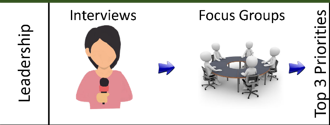 Leadership
Interviews
Focus Groups
Top 3 Priorities